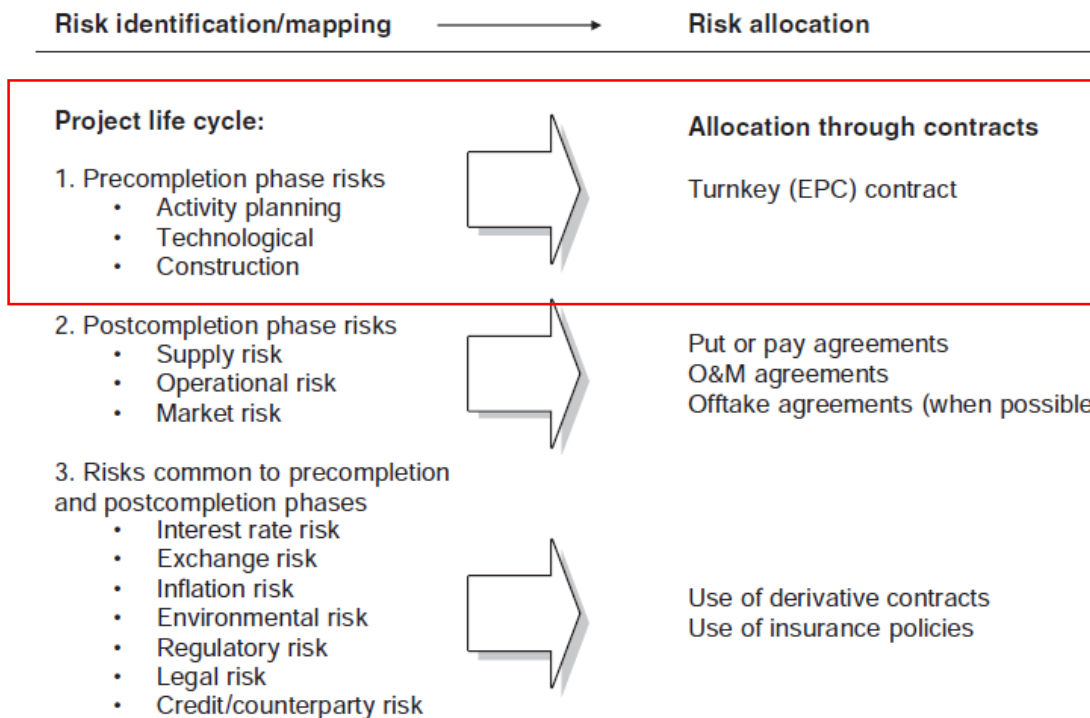 Risk identification/mapping
Risk allocation
Project life cycle:
Allocation through contracts
1. Precompletion phase risks
• Activity planning
• Technological
• Construction
Turnkey (EPC) contract
2. Postcompletion phase risks
• Supply risk
• Operational risk
• Market risk
Put or pay agreements
O&M agreements
Offtake agreements (when possible
3. Risks common to precompletion
and postcompletion phases
• Interest rate risk
• Exchange risk
• Inflation risk
• Environmental risk
• Regulatory risk
• Legal risk
• Credit/counterparty risk
Use of derivative contracts
Use of insurance policies